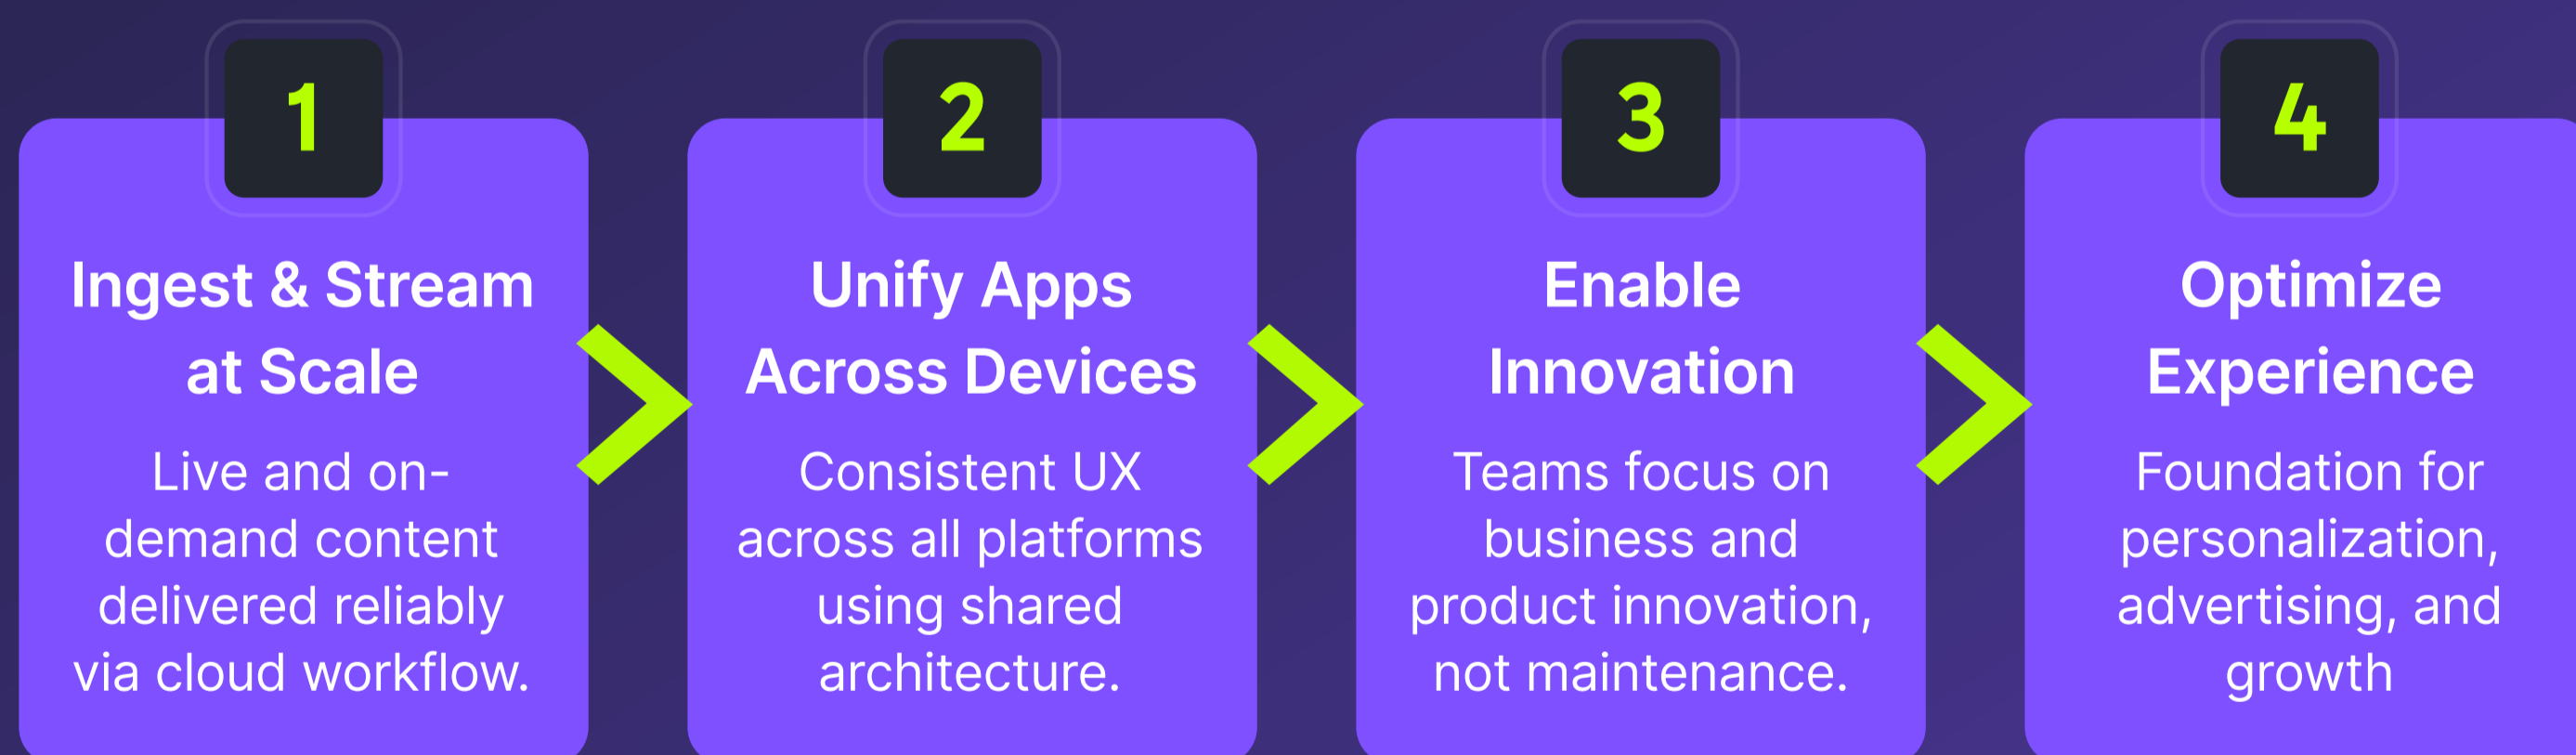 1
Ingest & Stream
at Scale
Live and on-
demand content
delivered reliably
via cloud workflow.
2
Unify Apps
Across Devices
Consistent UX
across all platforms
using shared
architecture.
3
Enable
Innovation
Teams focus on
business and
product innovation,
not maintenance.
4
Optimize
Experience
Foundation for
personalization,
advertising, and
growth